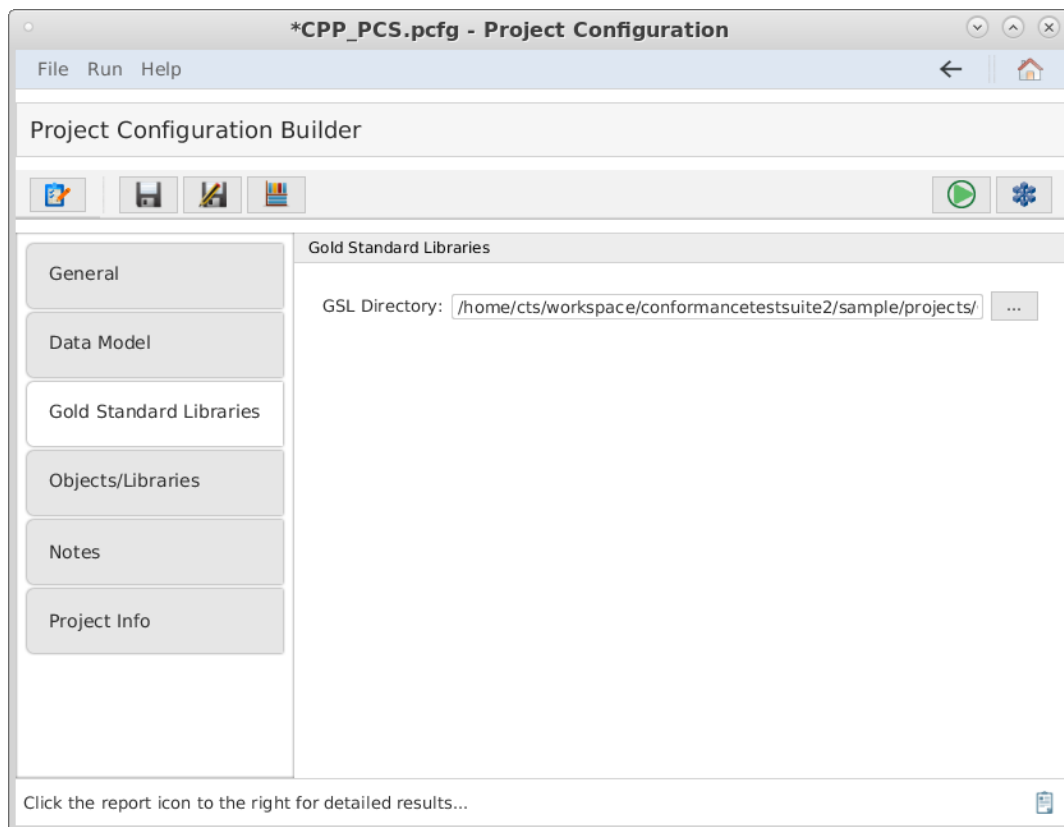 *CPP_PCS.pcfg - Project Configuration
File Run Help
Project Configuration Builder
General
Data Model
Gold Standard Libraries
Objects/Libraries
Notes
Project Info
Gold Standard Libraries
GSL Directory: /home/cts/workspace/conformancetestsuite2/sample/projects/ ...
Click the report icon to the right for detailed results...